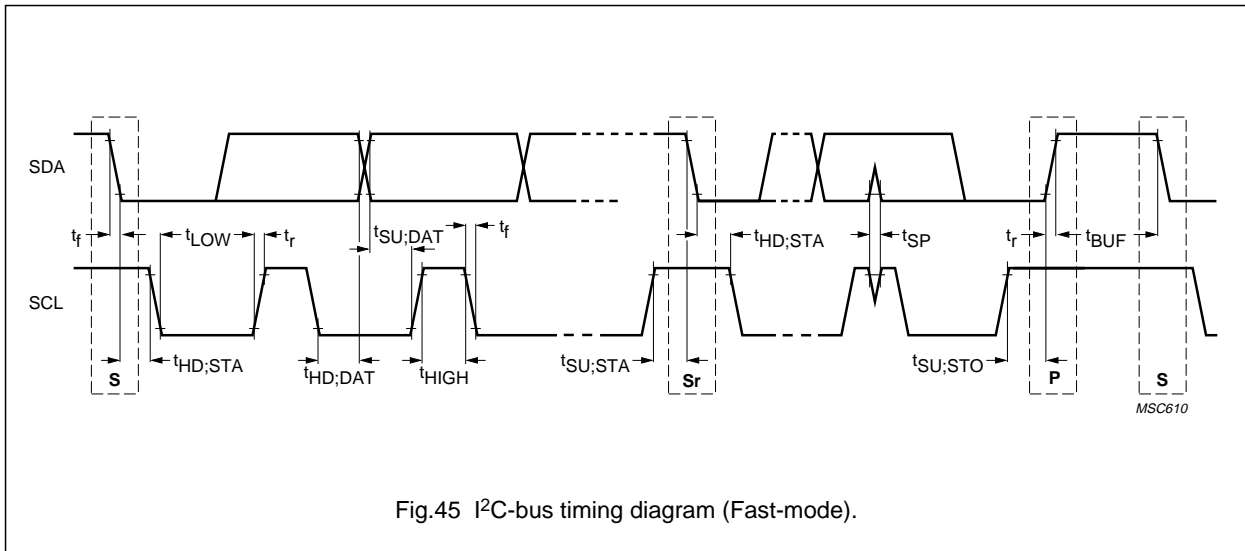 SDA
tf tLOW tr tSU;DAT tf tHD;STA tSP tr tBUF
SCL
tHD;STA tHD;DAT tHIGH tSU;STA tSU;STO
S Sr P S
MSC610
Fig.45 I²C-bus timing diagram (Fast-mode).